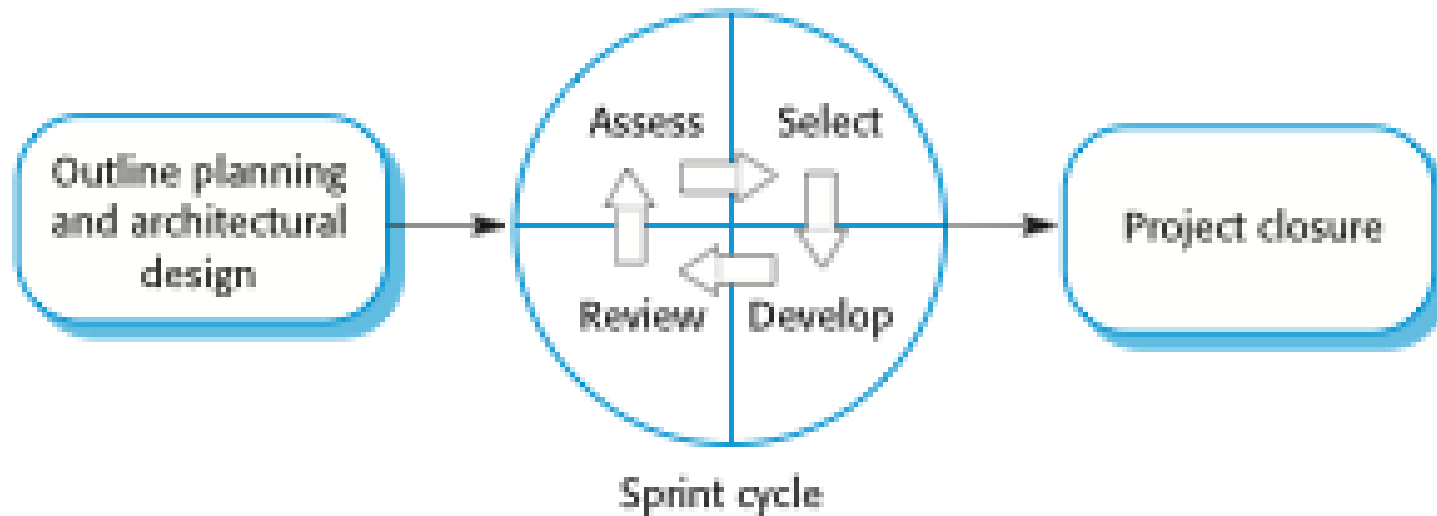 Outline planning
and architectural
design
Assess
Select
Review
Develop
Sprint cycle
Project closure